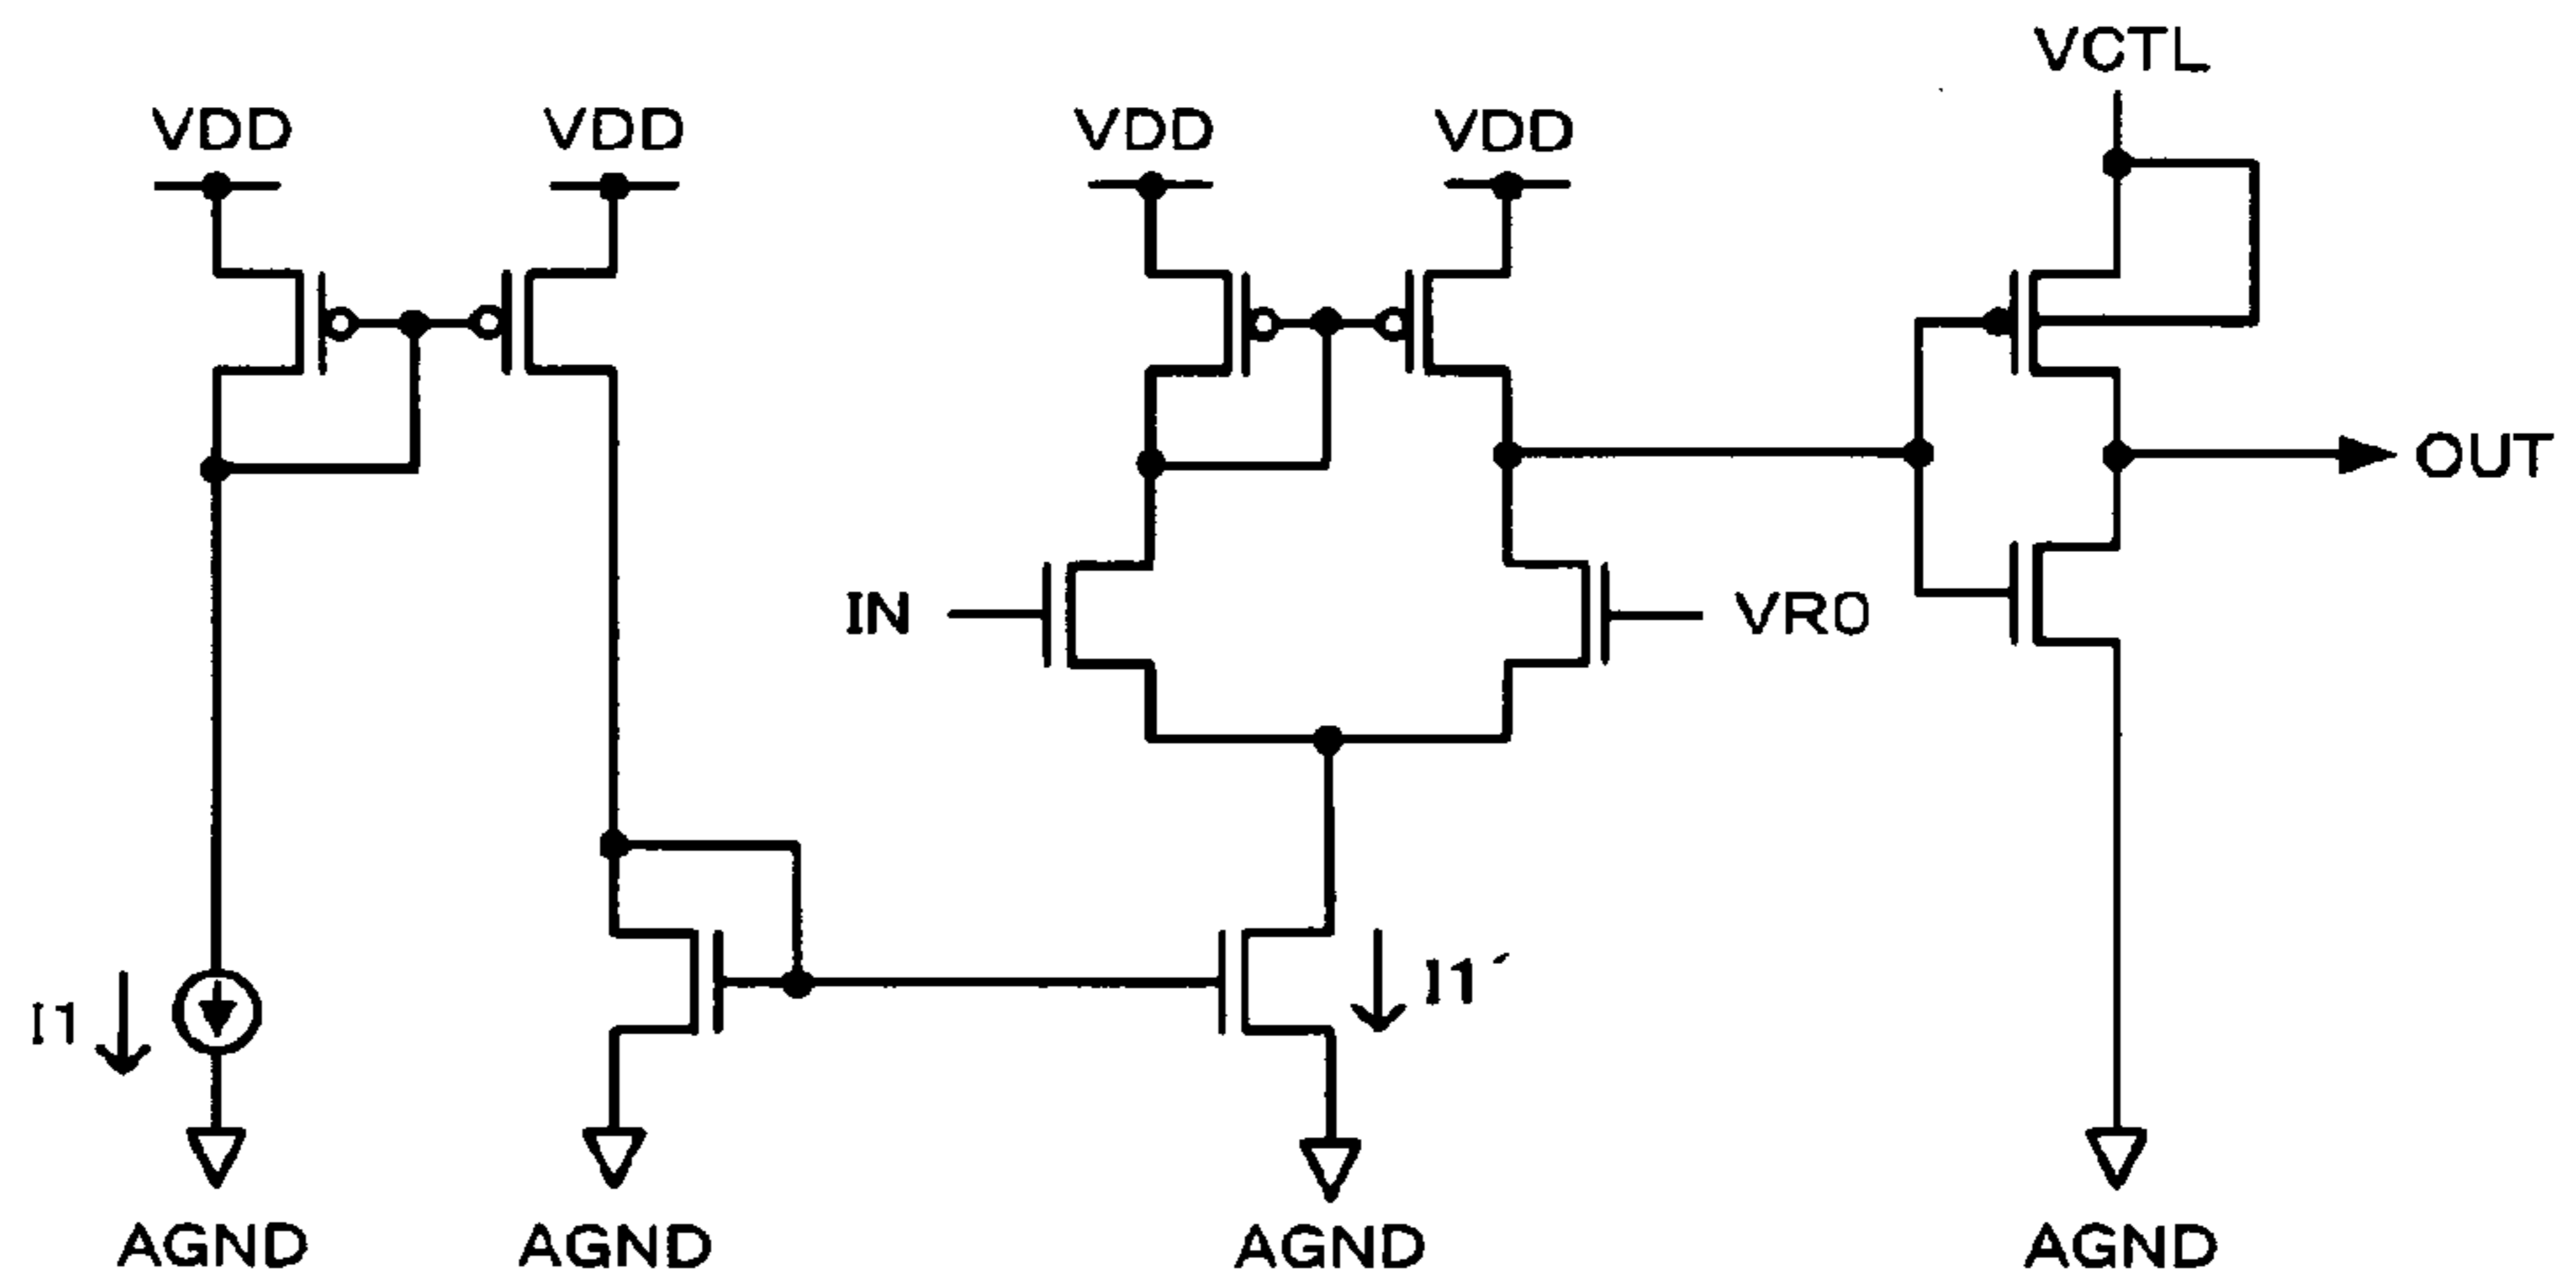 VCTL
VDD VDD VDD VDD
OUT
IN VR0
I1 I1´
AGND AGND AGND AGND